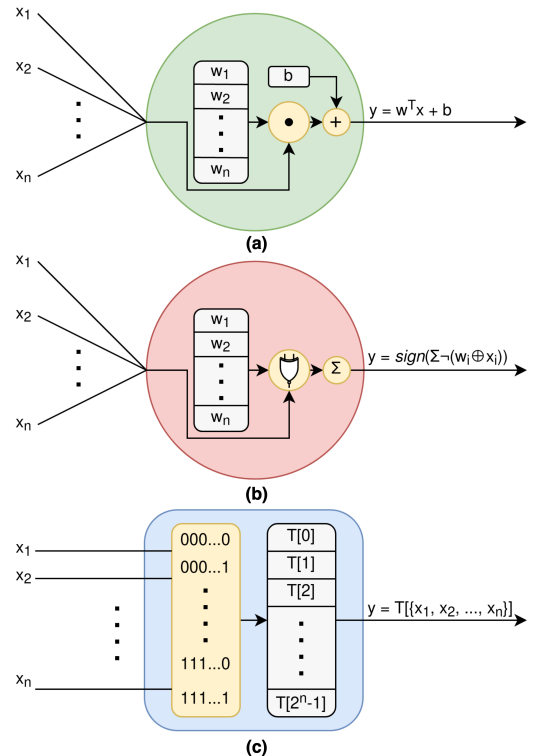 x₁
x₂
xₙ
w₁
w₂
wₙ
b
+
y = wᵀx + b
(a)
x₁
x₂
xₙ
w₁
w₂
wₙ
Σ
y = sign(Σ¬(wᵢ⊕xᵢ))
(b)
x₁
x₂
xₙ
000...0
000...1
111...0
111...1
T[0]
T[1]
T[2]
T[2ⁿ-1]
y = T[{x₁, x₂, ..., xₙ}]
(c)